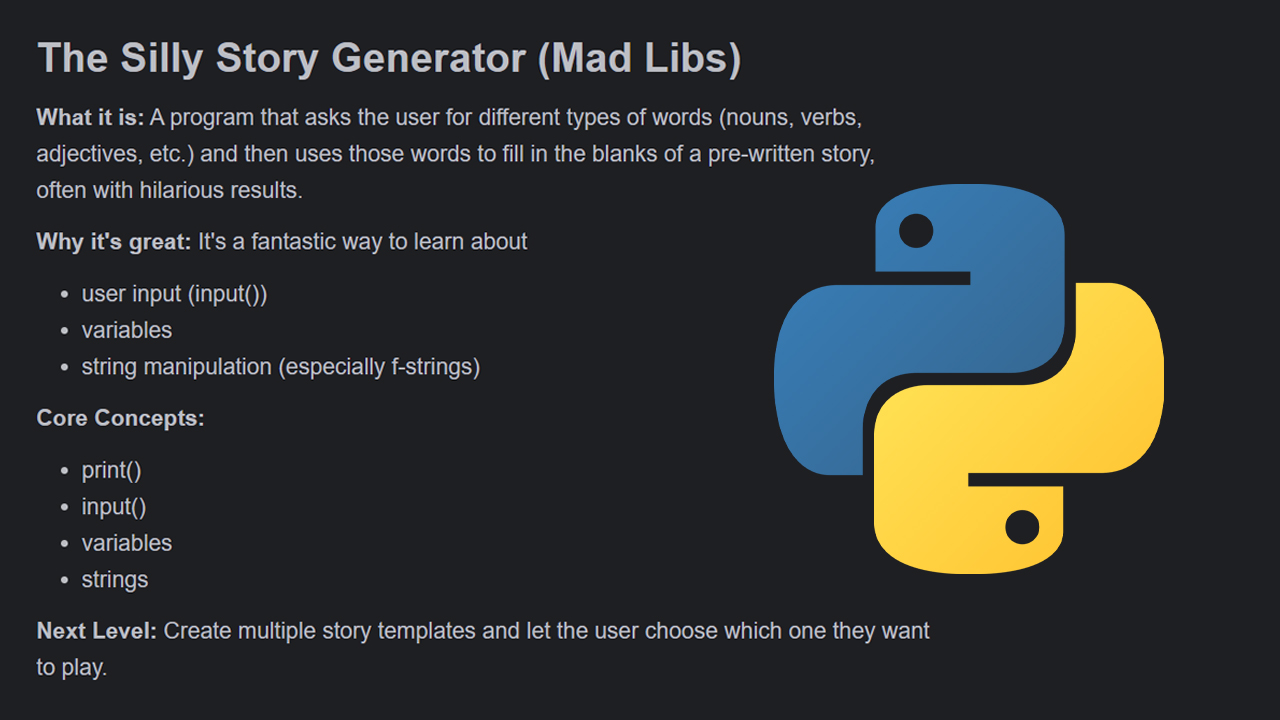 The Silly Story Generator (Mad Libs)
What it is: A program that asks the user for different types of words (nouns, verbs,
adjectives, etc.) and then uses those words to fill in the blanks of a pre-written story,
often with hilarious results.
Why it's great: It's a fantastic way to learn about
• user input (input())
• variables
• string manipulation (especially f-strings)
Core Concepts:
• print()
• input()
• variables
• strings
Next Level: Create multiple story templates and let the user choose which one they want
to play.